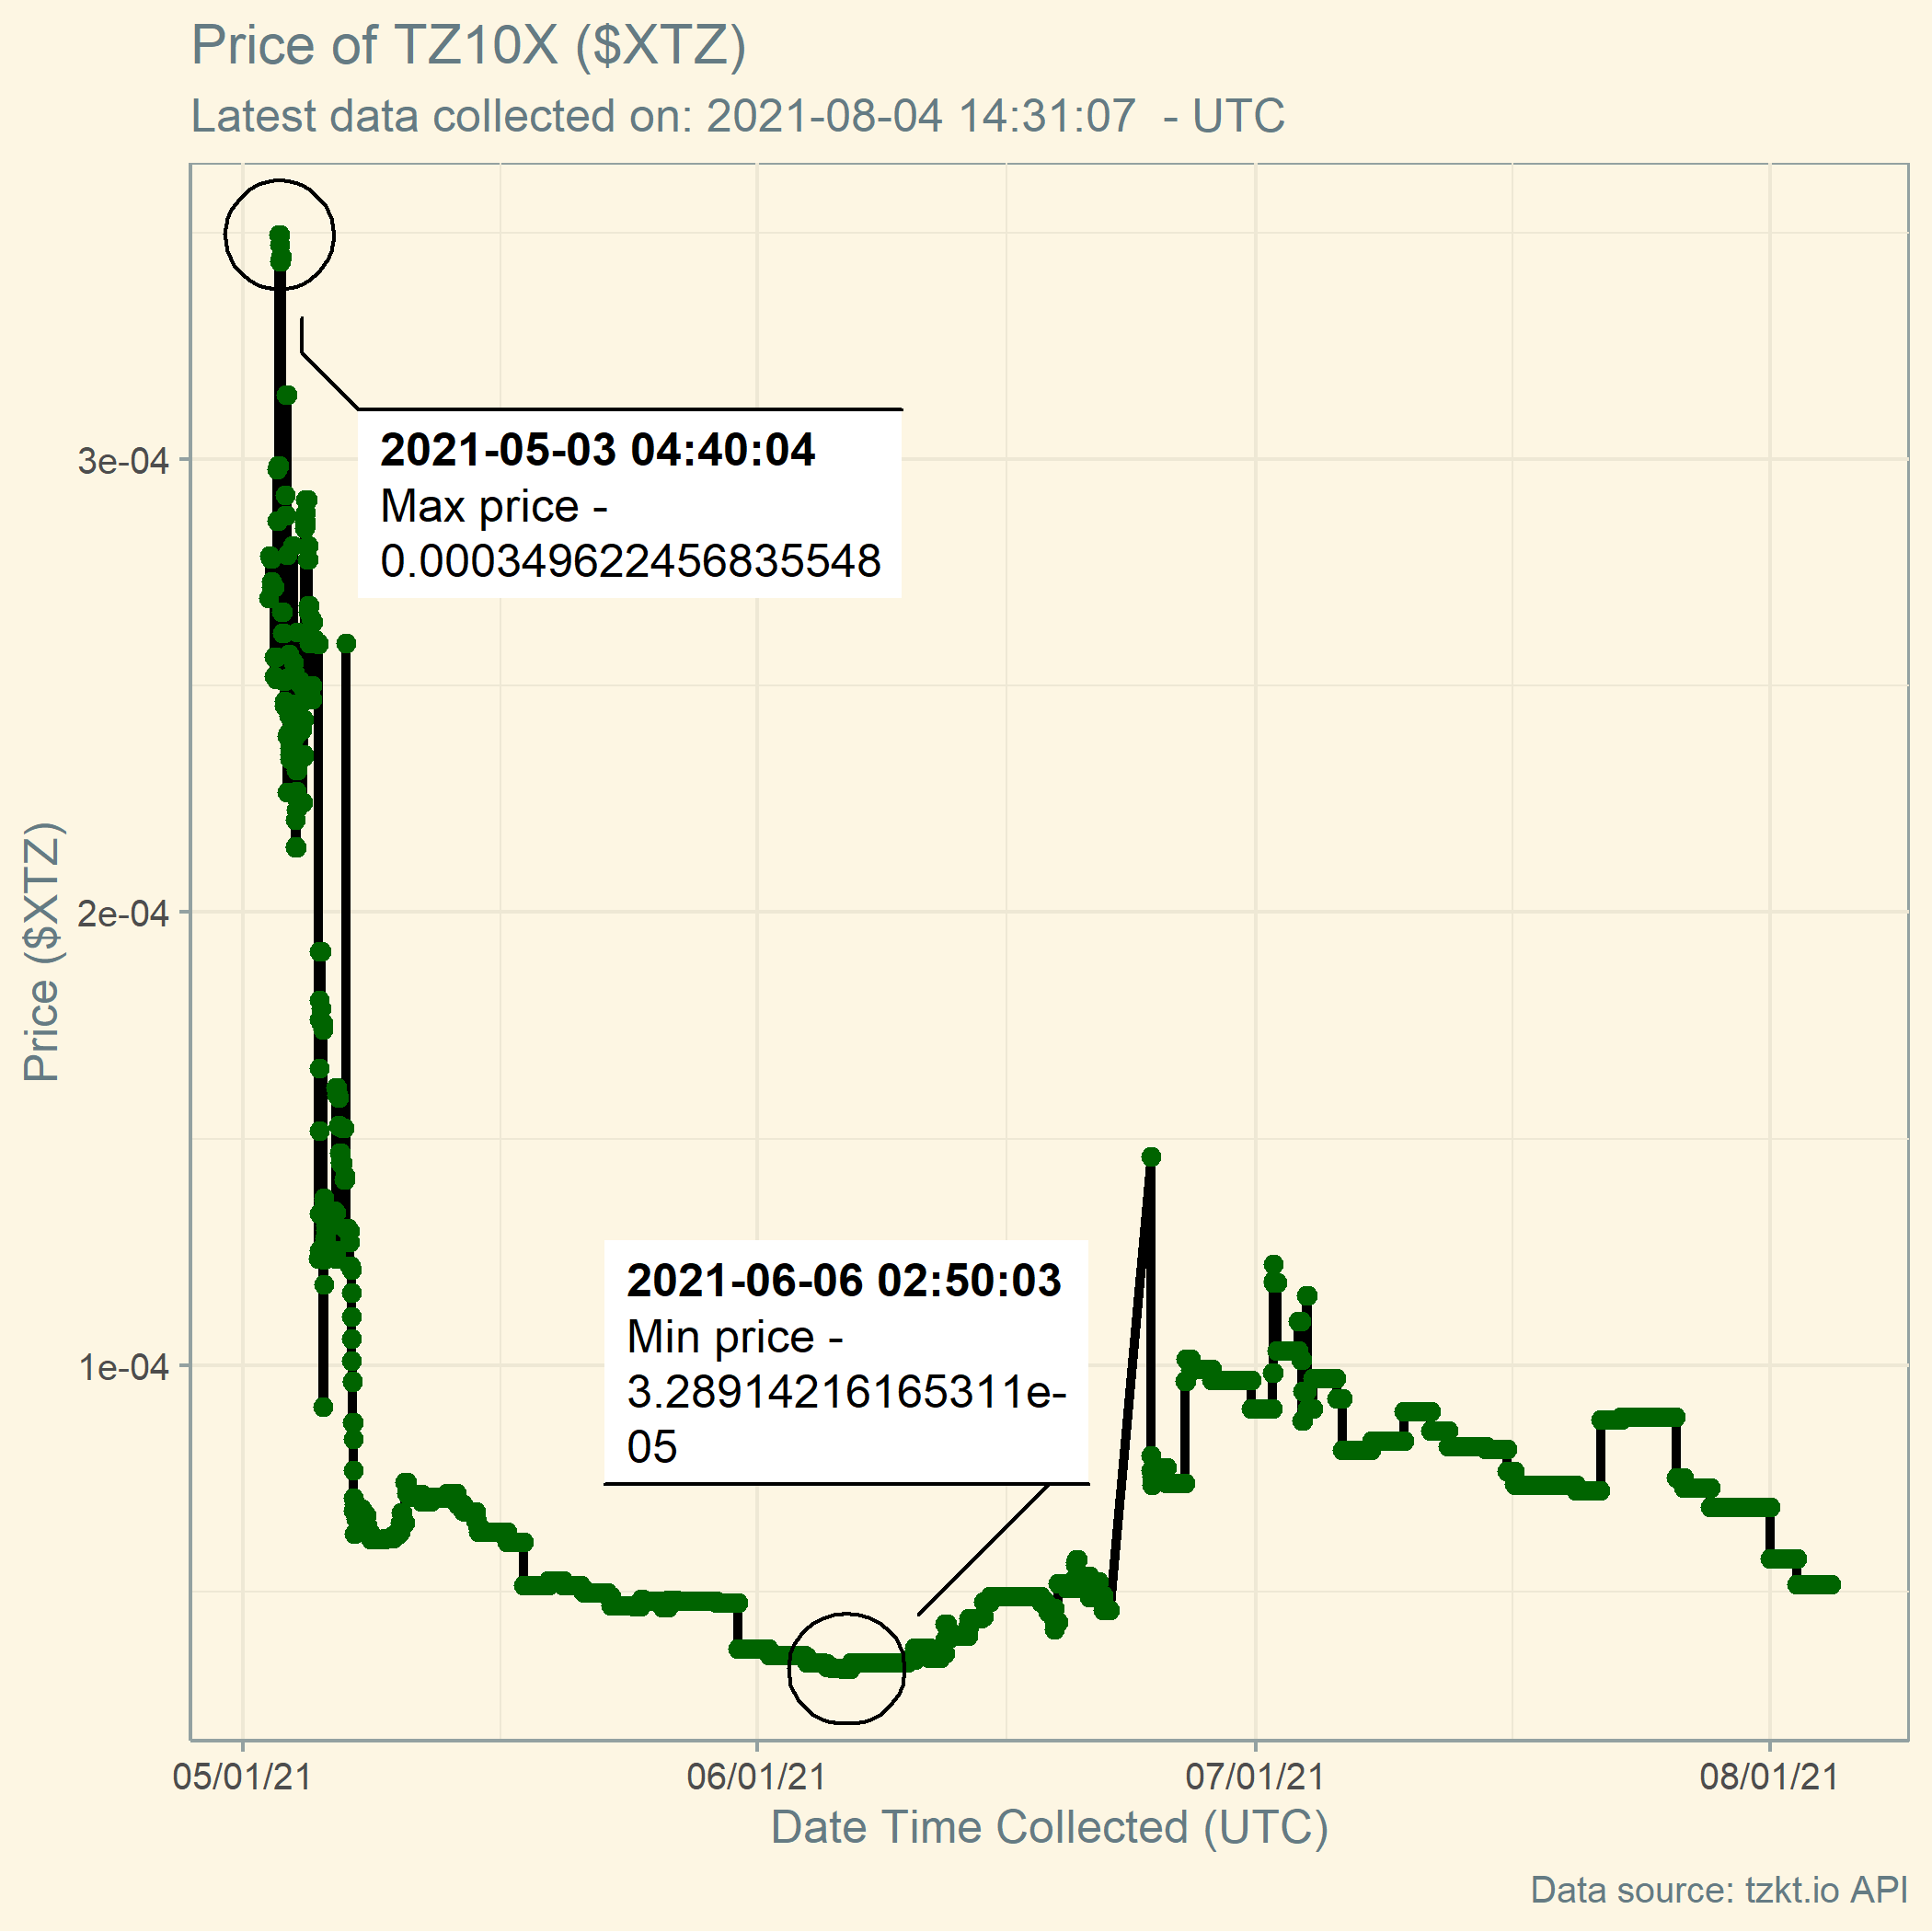 Price of TZ10X ($XTZ)
Latest data collected on: 2021-08-04 14:31:07  - UTC
2021-05-03 04:40:04
Max price -
0.000349622456835548
3e-04
2e-04
1e-04
Price ($XTZ)
2021-06-06 02:50:03
Min price -
3.28914216165311e-
05
05/01/21
06/01/21
07/01/21
08/01/21
Date Time Collected (UTC)
Data source: tzkt.io API